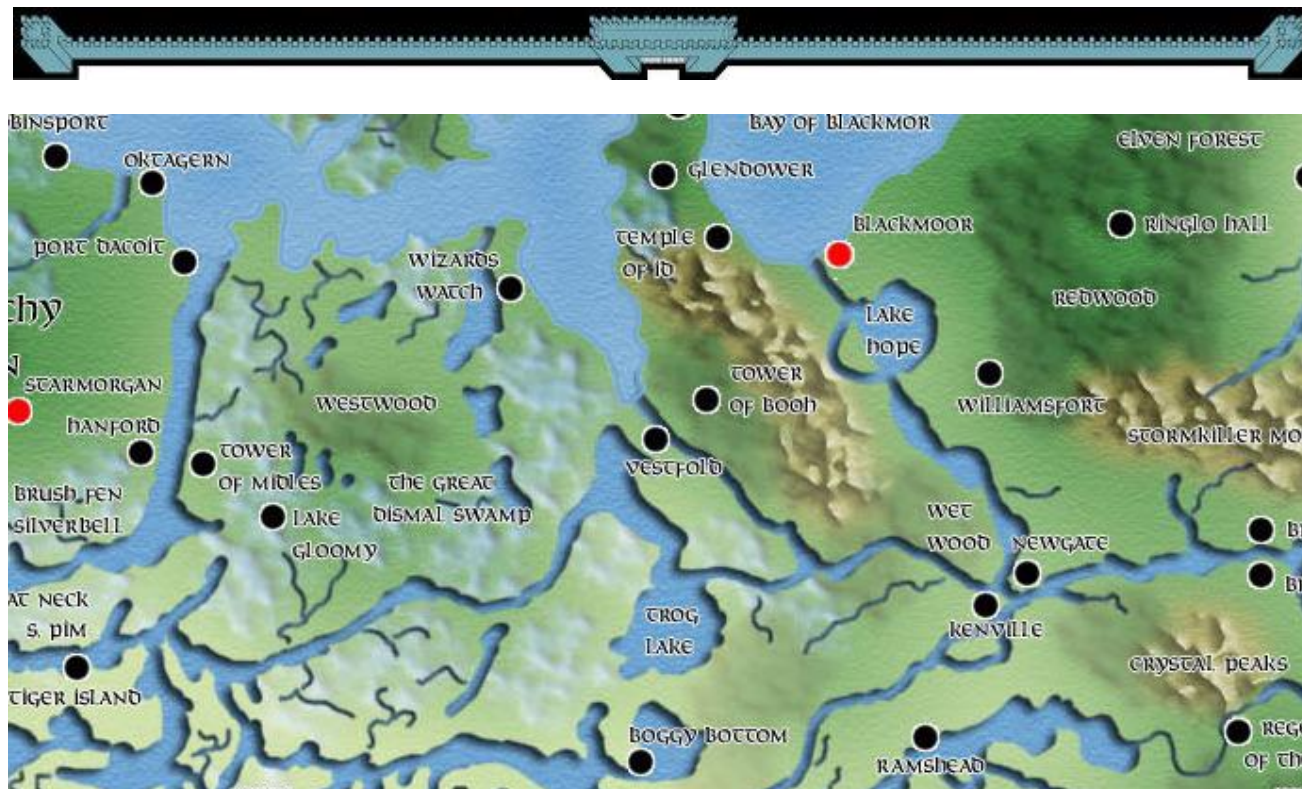 BINSPORT
OKTAGERN
BAY OF BLACKMOR
ELVEN FOREST
GLENDOWER
PORT DACOIT
WIZARDS
WATCH
TEMPLE
OF ID
BLACKMOOR
RINGLO HALL
REDWOOD
LAKE
HOPE
STARMORGAN
HANFORD
WESTWOOD
TOWER
OF BOOH
WILLIAMSFORT
STORMKILLER MO
TOWER
OF MIDLES
VESTFOLD
BRUSH FEN
SILVERBELL
THE GREAT
DISMAL SWAMP
LAKE
GLOOMY
WET
WOOD
NEWGATE
AT NECK
S. PIM
TROG
LAKE
KENVILLE
CRYSTAL PEAKS
TIGER ISLAND
BOGGY BOTTOM
RAMSHEAD
OF TH